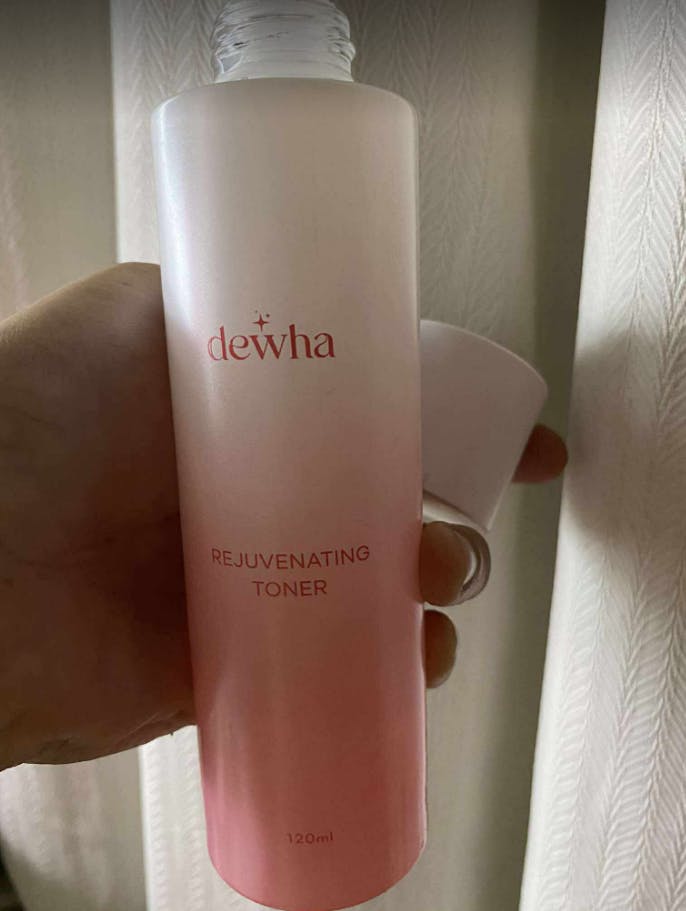 dewha
REJUVENATING
TONER
120ml